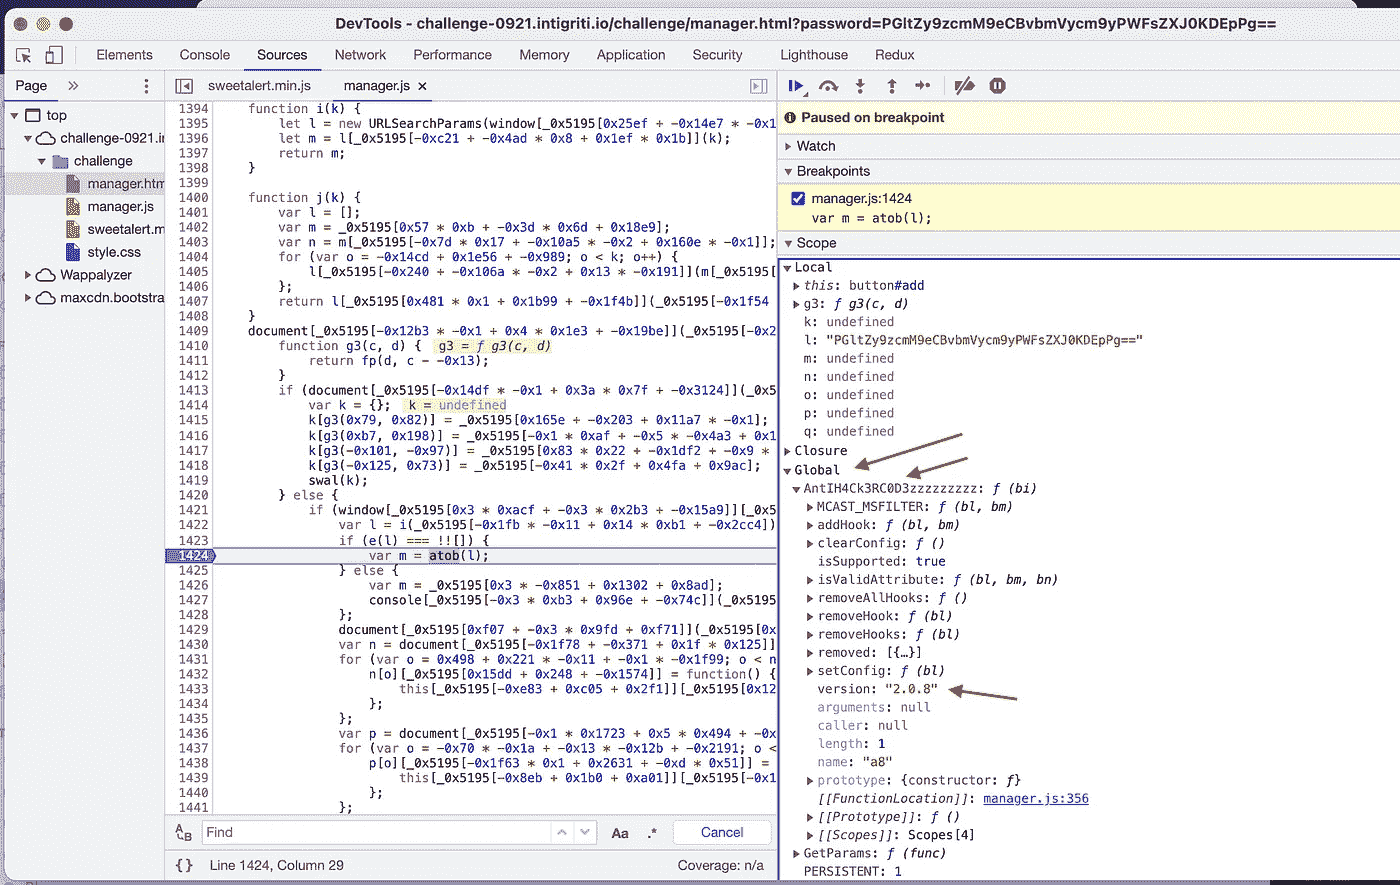 DevTools - challenge-0921.intigriti.io/challenge/manager.html?password=PGltZy9zcmM9eCBvbmVycm9yPWFsZXJ0KDEpPg==
Elements Console Sources Network Performance Memory Application Security Lighthouse Redux
Page »
top
challenge-0921.in
challenge
manager.htm
manager.js
sweetalert.m
style.css
Wappalyzer
maxcdn.bootstra
sweetalert.min.js manager.js ×
1394 function i(k) {
1395 let l = new URLSearchParams(window[_0x5195[0x25ef + -0x14e7 * -0x1
1396 let m = l[_0x5195[-0xc21 + -0x4ad * 0x8 + 0x1ef * 0x1b]](k);
1397 return m;
1398 }
1399
1400 function j(k) {
1401 var l = [];
1402 var m = _0x5195[0x57 * 0xb + -0x3d * 0x6d + 0x18e9];
1403 var n = m[_0x5195[-0x7d * 0x17 + -0x10a5 * -0x2 + 0x160e * -0x1]];
1404 for (var o = -0x14cd + 0x1e56 + -0x989; o < k; o++) {
1405 l[_0x5195[-0x240 + -0x106a * -0x2 + 0x13 * -0x191]](m[_0x5195[
1406 };
1407 return l[_0x5195[0x481 * 0x1 + 0x1b99 + -0x1f4b]](_0x5195[-0x1f54
1408 }
1409 document[_0x5195[-0x12b3 * -0x1 + 0x4 * 0x1e3 + -0x19be]](_0x5195[-0x2
1410 function g3(c, d) { g3 = ƒ g3(c, d)
1411 return fp(d, c - -0x13);
1412 }
1413 if (document[_0x5195[-0x14df * -0x1 + 0x3a * 0x7f + -0x3124]](_0x5
1414 var k = {}; k = undefined
1415 k[g3(0x79, 0x82)] = _0x5195[0x165e + -0x203 + 0x11a7 * -0x1];
1416 k[g3(0xb7, 0x198)] = _0x5195[-0x1 * 0xaf + -0x5 * -0x4a3 + 0x1
1417 k[g3(-0x101, -0x97)] = _0x5195[0x83 * 0x22 + -0x1df2 + -0x9 *
1418 k[g3(-0x125, 0x73)] = _0x5195[-0x41 * 0x2f + 0x4fa + 0x9ac];
1419 swal(k);
1420 } else {
1421 if (window[_0x5195[0x3 * 0xacf + -0x3 * 0x2b3 + -0x15a9]][_0x5
1422 var l = i(_0x5195[-0x1fb * -0x11 + 0x14 * 0xb1 + -0x2cc4])
1423 if (e(l) === !![]) {
1424 var m = atob(l);
1425 } else {
1426 var m = _0x5195[0x3 * -0x851 + 0x1302 + 0x8ad];
1427 console[_0x5195[-0x3 * 0xb3 + 0x96e + -0x74c]](_0x5195
1428 };
1429 document[_0x5195[0xf07 + -0x3 * 0x9fd + 0xf71]](_0x5195[0x
1430 var n = document[_0x5195[-0x1f78 + -0x371 + 0x1f * 0x125]]
1431 for (var o = 0x498 + 0x221 * -0x11 + -0x1 * -0x1f99; o < n
1432 n[o][_0x5195[0x15dd + 0x248 + -0x1574]] = function() {
1433 this[_0x5195[-0xe83 + 0xc05 + 0x2f1]][_0x5195[0x12
1434 };
1435 };
1436 var p = document[_0x5195[-0x1 * 0x1723 + 0x5 * 0x494 + -0x
1437 for (var o = -0x70 * -0x1a + -0x13 * -0x12b + -0x2191; o <
1438 p[o][_0x5195[-0x1f63 * 0x1 + 0x2631 + -0xd * 0x51]] =
1439 this[_0x5195[-0x8eb + 0x1b0 + 0xa01]][_0x5195[-0x1
1440 };
1441 };
Find Aa .* Cancel
{ } Line 1424, Column 29 Coverage: n/a
Paused on breakpoint
Watch
Breakpoints
manager.js:1424
var m = atob(l);
Scope
Local
this: button#add
g3: ƒ g3(c, d)
k: undefined
l: "PGltZy9zcmM9eCBvbmVycm9yPWFsZXJ0KDEpPg=="
m: undefined
n: undefined
o: undefined
p: undefined
q: undefined
Closure
Global
AntIH4Ck3RC0D3zzzzzzzzz: ƒ (bi)
MCAST_MSFILTER: ƒ (bl, bm)
addHook: ƒ (bl, bm)
clearConfig: ƒ ()
isSupported: true
isValidAttribute: ƒ (bl, bm, bn)
removeAllHooks: ƒ ()
removeHook: ƒ (bl)
removeHooks: ƒ (bl)
removed: [{…}]
setConfig: ƒ (bl)
version: "2.0.8"
arguments: null
caller: null
length: 1
name: "a8"
prototype: {constructor: ƒ}
[[FunctionLocation]]: manager.js:356
[[Prototype]]: ƒ ()
[[Scopes]]: Scopes[4]
GetParams: ƒ (func)
PERSISTENT: 1